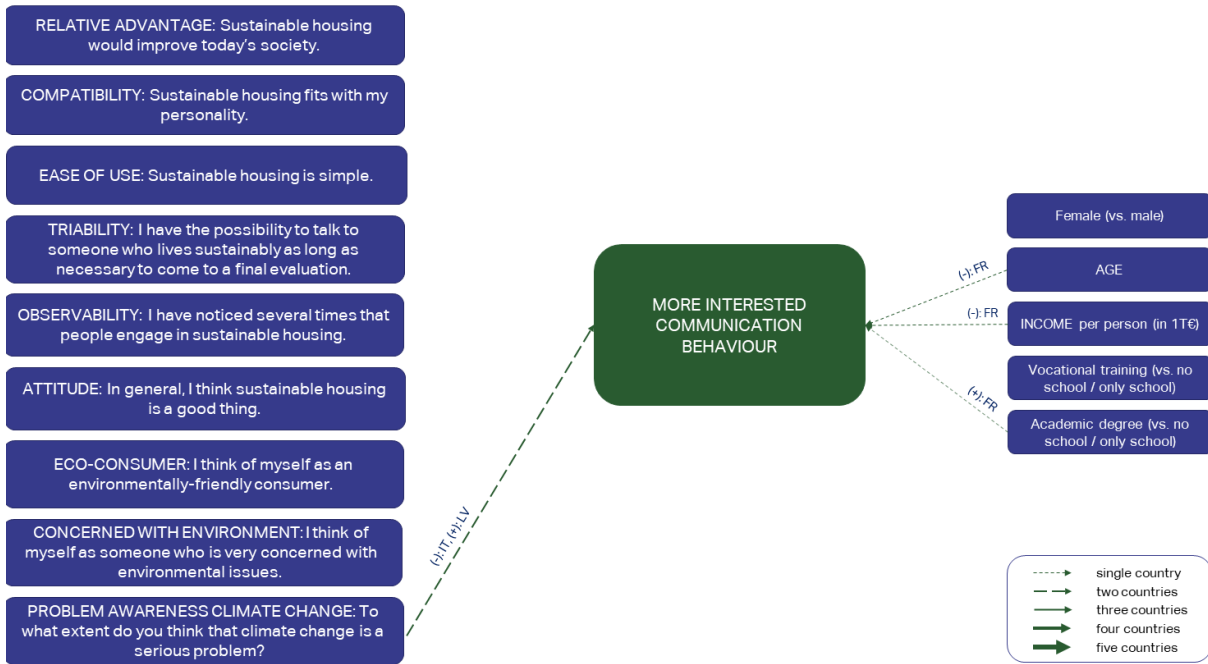 RELATIVE ADVANTAGE: Sustainable housing
would improve today's society.
COMPATIBILITY: Sustainable housing fits with my
personality.
EASE OF USE: Sustainable housing is simple.
TRIABILITY: I have the possibility to talk to
someone who lives sustainably as long as
necessary to come to a final evaluation.
OBSERVABILITY: I have noticed several times that
people engage in sustainable housing.
ATTITUDE: In general, I think sustainable housing
is a good thing.
ECO-CONSUMER: I think of myself as an
environmentally-friendly consumer.
CONCERNED WITH ENVIRONMENT: I think of
myself as someone who is very concerned with
environmental issues.
PROBLEM AWARENESS CLIMATE CHANGE: To
what extent do you think that climate change is a
serious problem?
(-): IT, (+): LV
MORE INTERESTED
COMMUNICATION
BEHAVIOUR
(-): FR
(-): FR
(+): FR
Female (vs. male)
AGE
INCOME per person (in 1T€)
Vocational training (vs. no
school / only school)
Academic degree (vs. no
school / only school)
single country
two countries
three countries
four countries
five countries